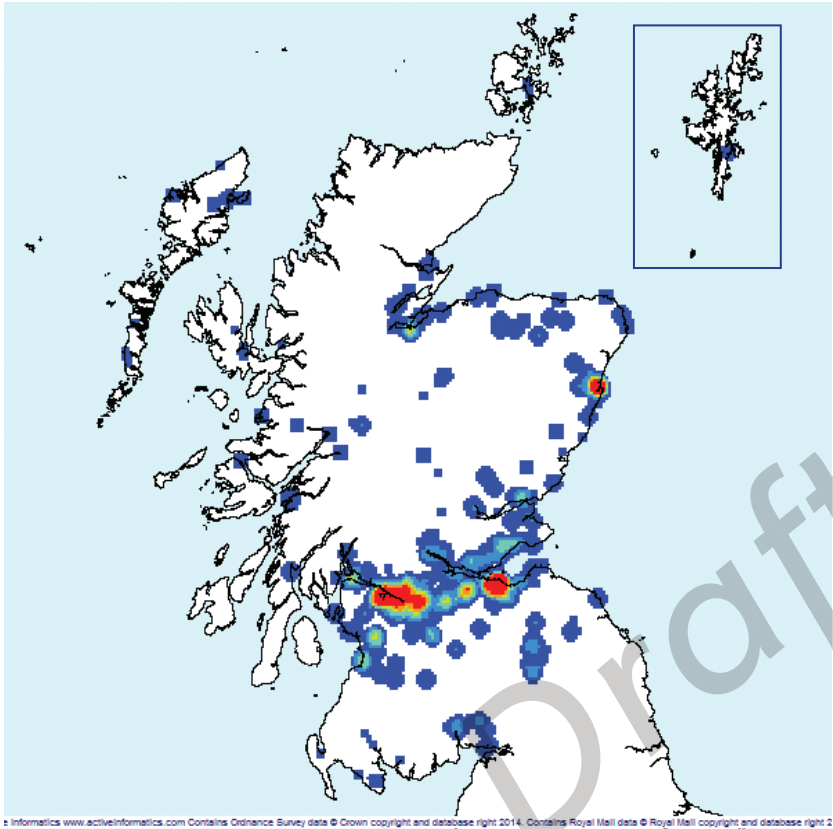 Draft
e Informatics www.activeinformatics.com Contains Ordnance Survey data © Crown copyright and database right 2014. Contains Royal Mail data © Royal Mail copyright and database right 2